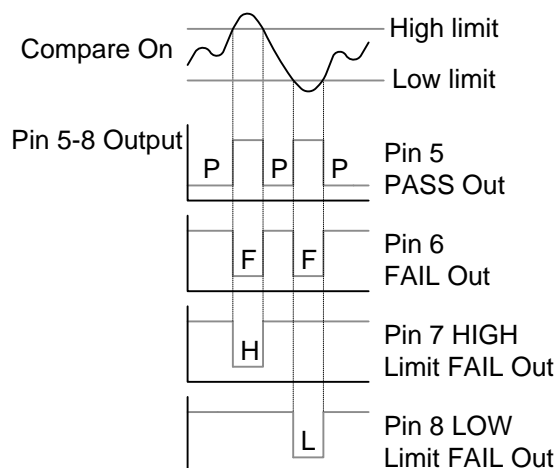 High limit
Compare On
Low limit
Pin 5-8 Output
P P P
Pin 5
PASS Out
F F
Pin 6
FAIL Out
H
Pin 7 HIGH
Limit FAIL Out
L
Pin 8 LOW
Limit FAIL Out